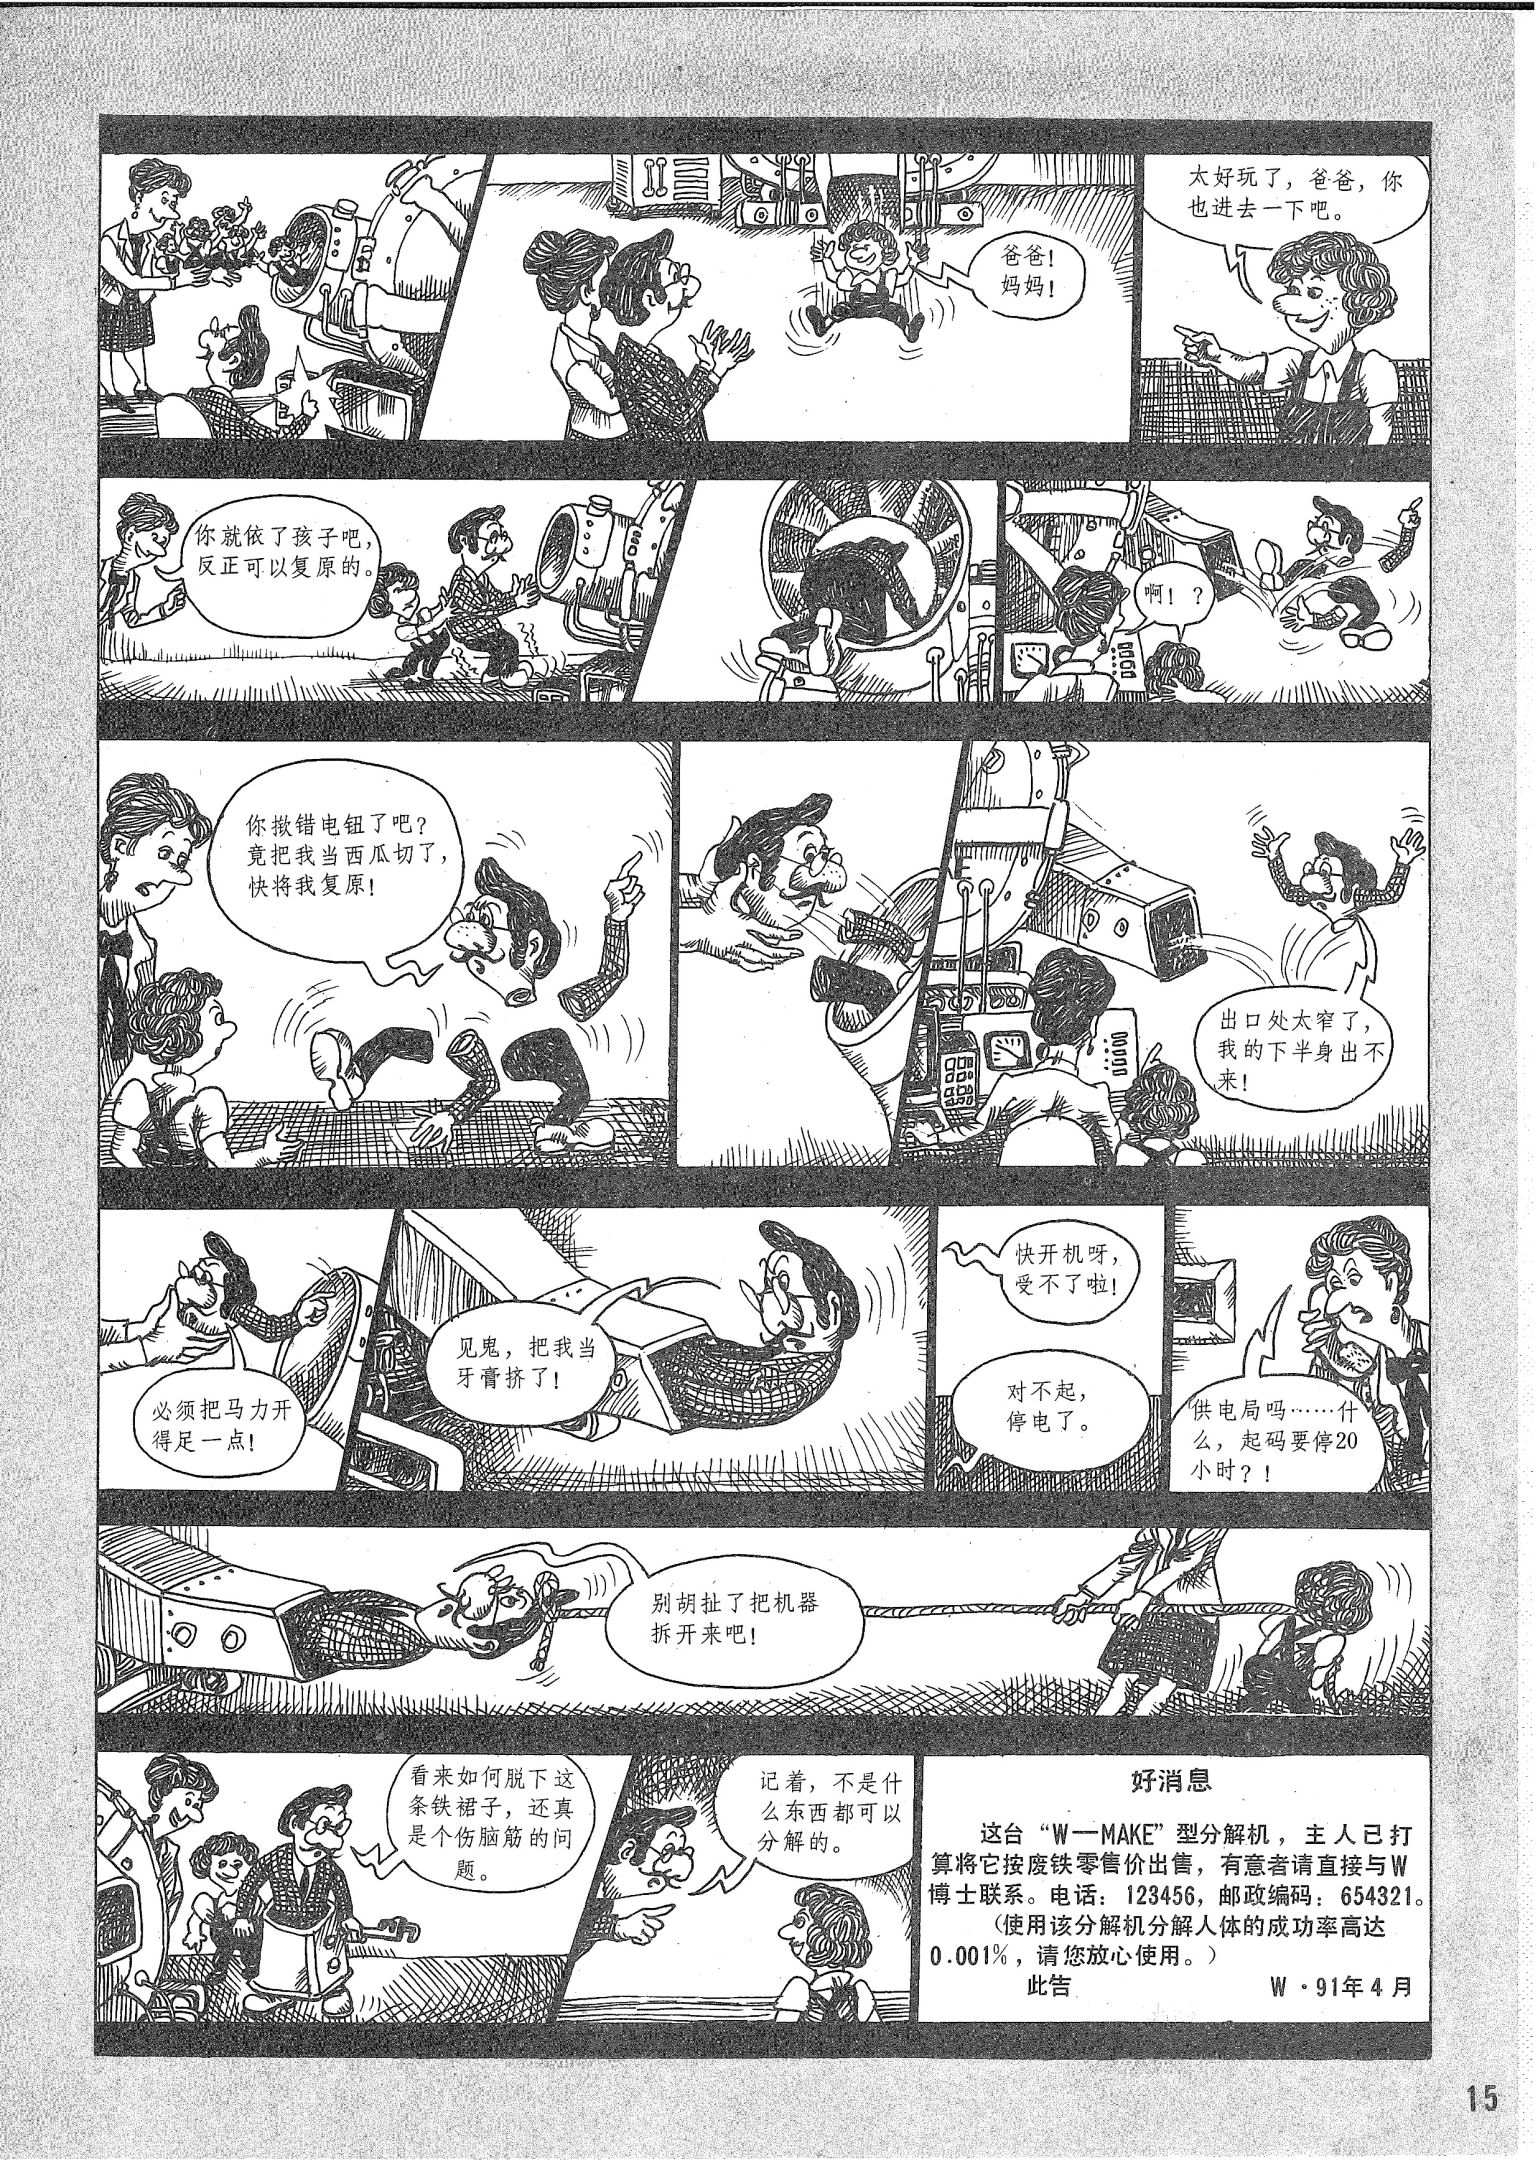 爸爸！
妈妈！
太好玩了，爸爸，你
也进去一下吧。
你就依了孩子吧，
反正可以复原的。
啊！？
你揿错电钮了吧？
竟把我当西瓜切了，
快将我复原！
出口处太窄了，
我的下半身出不
来！
必须把马力开
得足一点！
见鬼，把我当
牙膏挤了！
快开机呀，
受不了啦！
对不起，
停电了。
供电局吗……什
么，起码要停20
小时？！
别胡扯了把机器
拆开来吧！
看来如何脱下这
条铁裙子，还真
是个伤脑筋的问
题。
记着，不是什
么东西都可以
分解的。
好消息
这台“W—MAKE”型分解机，主人已打
算将它按废铁零售价出售，有意者请直接与W
博士联系。电话：123456，邮政编码：654321。
（使用该分解机分解人体的成功率高达
0.001%，请您放心使用。）
此告 W·91年4月
15